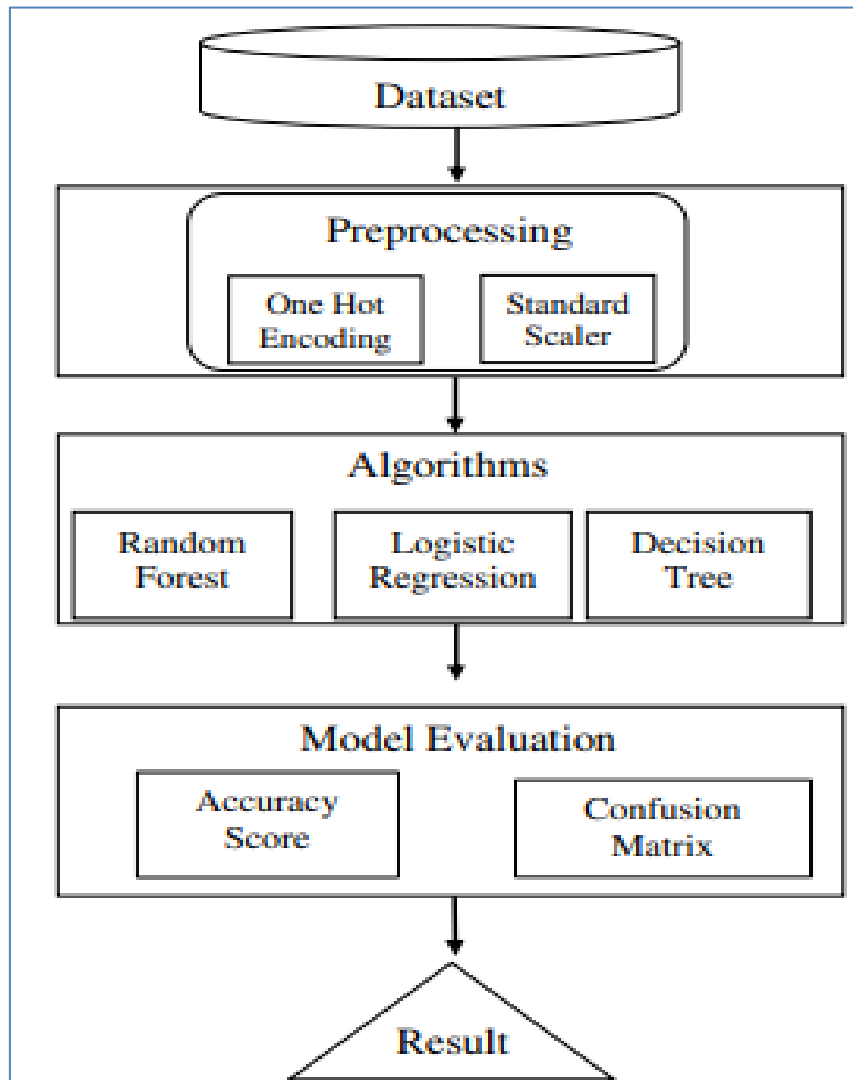 Dataset
Preprocessing
One Hot
Encoding
Standard
Scaler
Algorithms
Random
Forest
Logistic
Regression
Decision
Tree
Model Evaluation
Accuracy
Score
Confusion
Matrix
Result